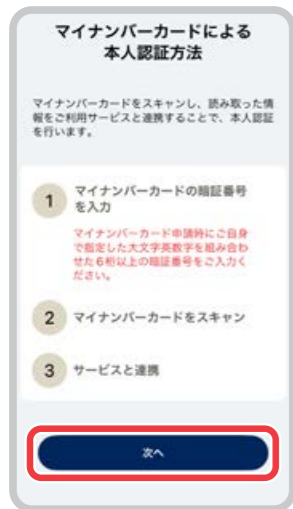 マイナンバーカードによる
本人認証方法
マイナンバーカードをスキャンし、読み取った情
報をご利用サービスと連携することで、本人認証
を行います。
1
マイナンバーカードの暗証番号
を入力
マイナンバーカード申請時にご自身
で指定した大文字英数字を組み合わ
せた6桁以上の暗証番号をご入力く
ださい。
2
マイナンバーカードをスキャン
3
サービスと連携
次へ